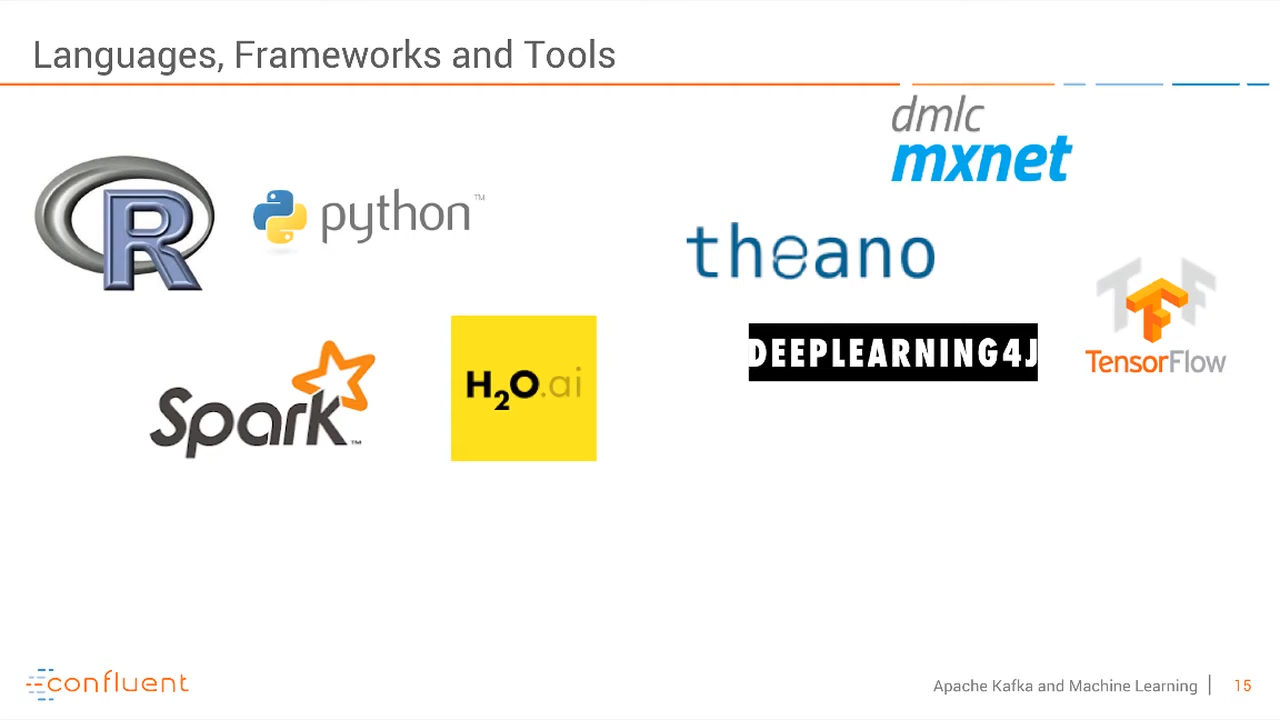 Languages, Frameworks and Tools
dmlc
mxnet
R
python™
theano
TensorFlow
DEEPLEARNING4J
Spark™
H2O.ai
confluent
Apache Kafka and Machine Learning | 15